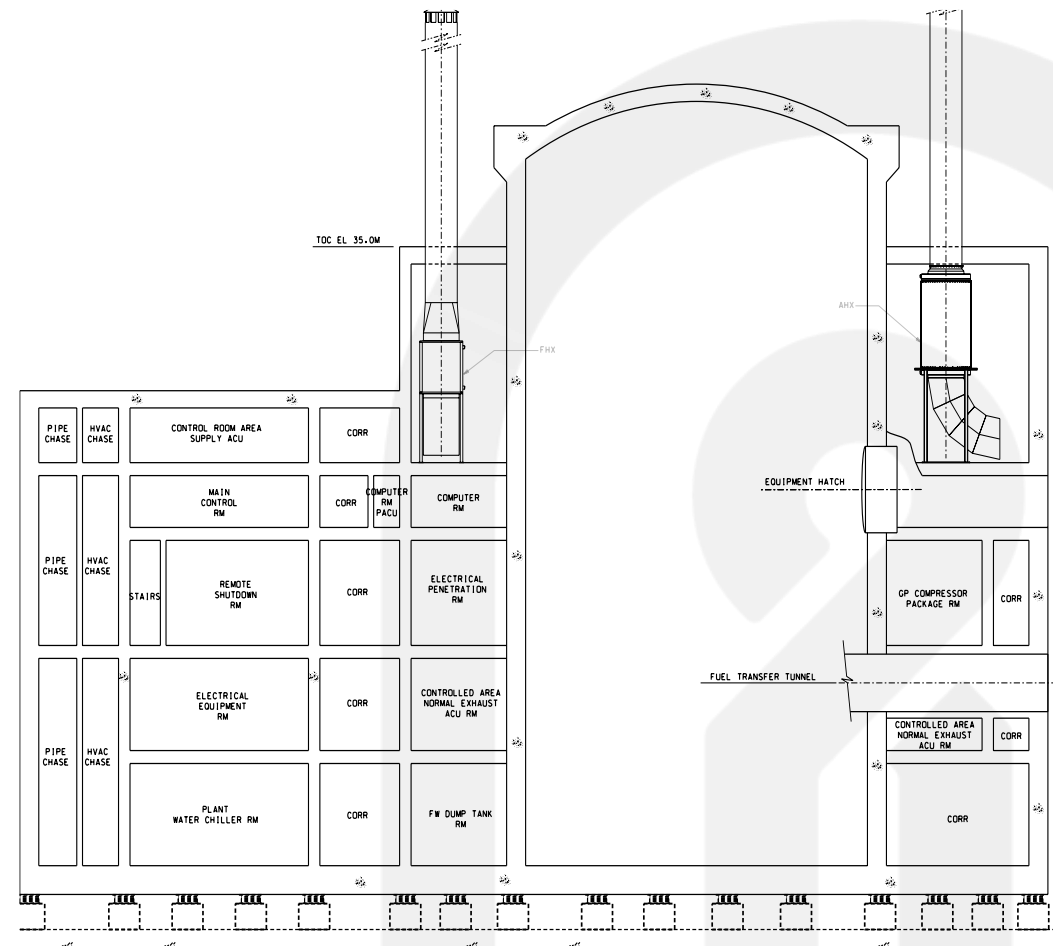 TOC EL 35.0M
AHX
FHX
PIPE
CHASE
HVAC
CHASE
CONTROL ROOM AREA
SUPPLY ACU
CORR
MAIN
CONTROL
RM
CORR
COMPUTER
RM
PACU
COMPUTER
RM
EQUIPMENT HATCH
PIPE
CHASE
HVAC
CHASE
STAIRS
REMOTE
SHUTDOWN
RM
CORR
ELECTRICAL
PENETRATION
RM
GP COMPRESSOR
PACKAGE RM
CORR
FUEL TRANSFER TUNNEL
ELECTRICAL
EQUIPMENT
RM
CORR
CONTROLLED AREA
NORMAL EXHAUST
ACU RM
CONTROLLED AREA
NORMAL EXHAUST
ACU RM
CORR
PIPE
CHASE
HVAC
CHASE
PLANT
WATER CHILLER RM
CORR
FW DUMP TANK
RM
CORR